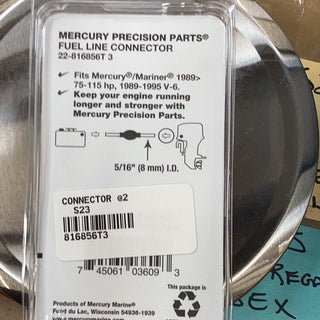 MERCURY PRECISION PARTS®
FUEL LINE CONNECTOR
22-816856T 3
✓ Fits Mercury®/Mariner® 1989>
75-115 hp, 1989-1995 V-6.
✓ Keep your engine running
longer and stronger with
Mercury Precision Parts.
5/16" (8 mm) I.D.
CONNECTOR @2
S23
816856T3
7 45061 03609 3
This package is
Products of Mercury Marine®
Fond du Lac, Wisconsin 54936-1939
REGG
BEX